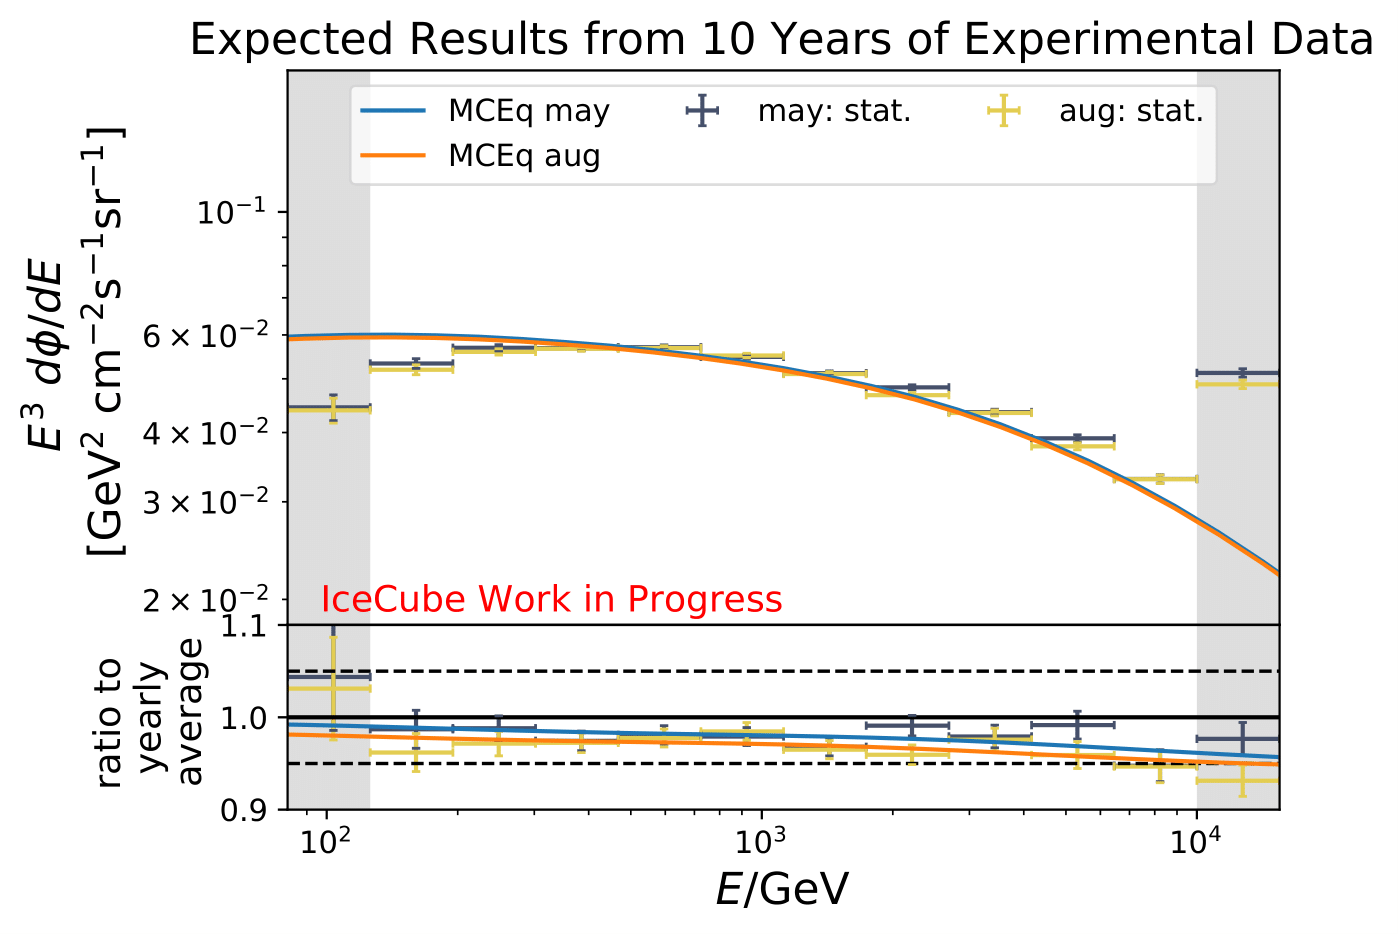 Expected Results from 10 Years of Experimental Data
MCEq may
MCEq aug
may: stat.
aug: stat.
E³ dϕ/dE
[GeV² cm⁻²s⁻¹sr⁻¹]
10⁻¹
6 × 10⁻²
4 × 10⁻²
3 × 10⁻²
2 × 10⁻²
IceCube Work in Progress
ratio to
yearly
average
1.1
1.0
0.9
10² 10³ 10⁴
E/GeV